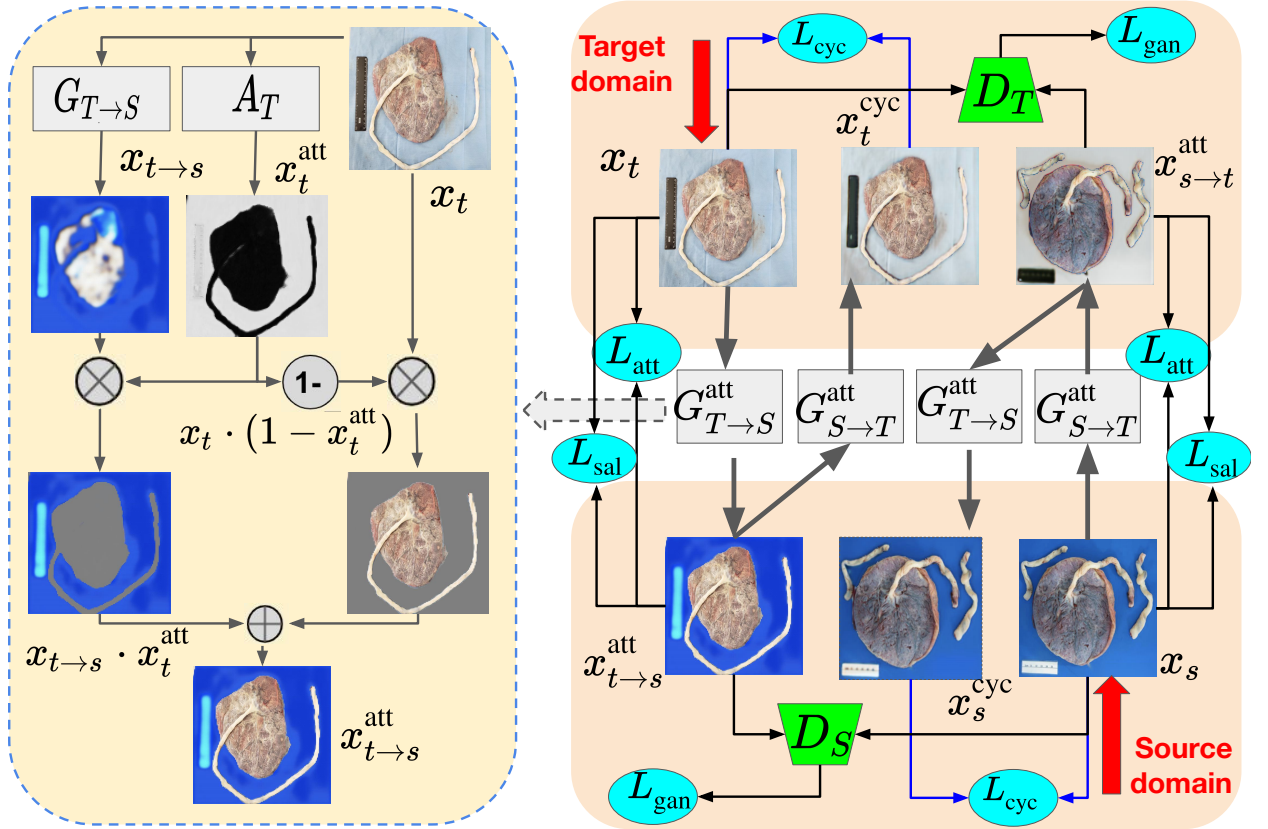 G_{T→S}
A_T
x_{t→s}
x_t^{att}
x_t
1-
x_t · (1 − x_t^{att})
x_{t→s} · x_t^{att}
x_{t→s}^{att}
Target
domain
L_{cyc}
L_{gan}
D_T
x_t^{cyc}
x_t
x_{s→t}^{att}
L_{att}
L_{att}
G_{T→S}^{att}
G_{S→T}^{att}
G_{T→S}^{att}
G_{S→T}^{att}
L_{sal}
L_{sal}
x_{t→s}^{att}
x_s^{cyc}
x_s
D_S
Source
domain
L_{gan}
L_{cyc}